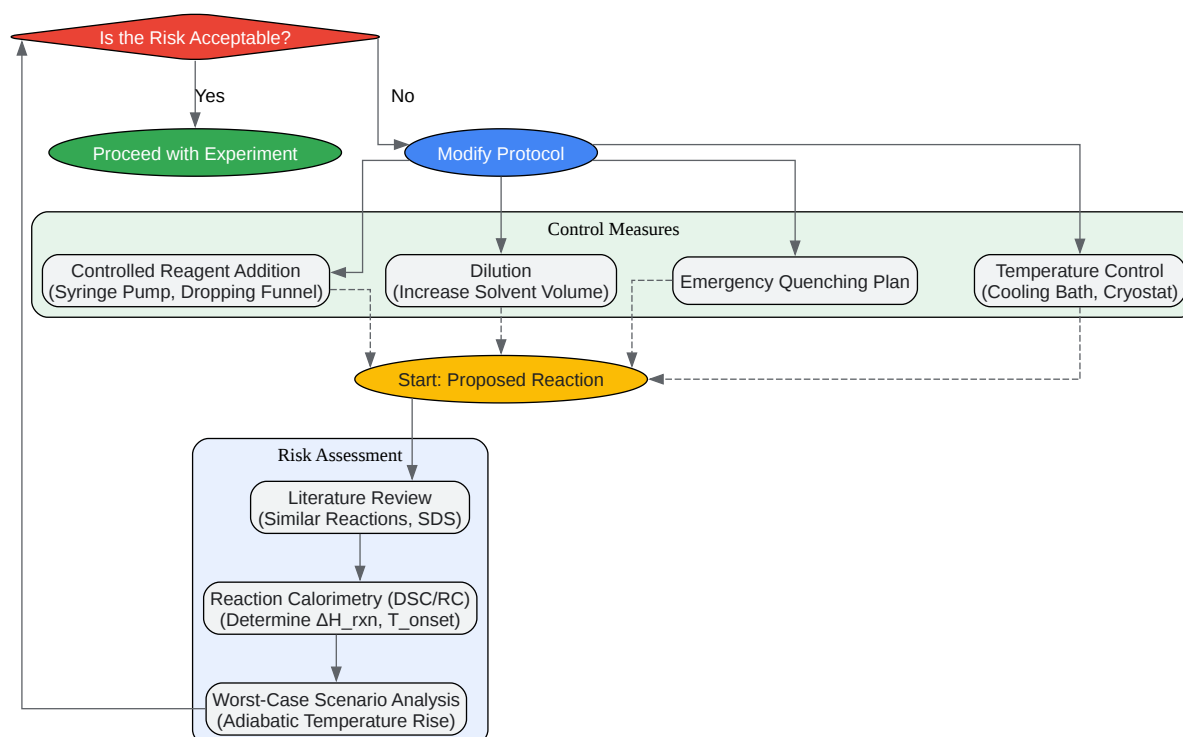 Is the Risk Acceptable?
Yes
No
Proceed with Experiment
Modify Protocol
Control Measures
Controlled Reagent Addition
(Syringe Pump, Dropping Funnel)
Dilution
(Increase Solvent Volume)
Emergency Quenching Plan
Temperature Control
(Cooling Bath, Cryostat)
Start: Proposed Reaction
Risk Assessment
Literature Review
(Similar Reactions, SDS)
Reaction Calorimetry (DSC/RC)
(Determine ΔH_rxn, T_onset)
Worst-Case Scenario Analysis
(Adiabatic Temperature Rise)